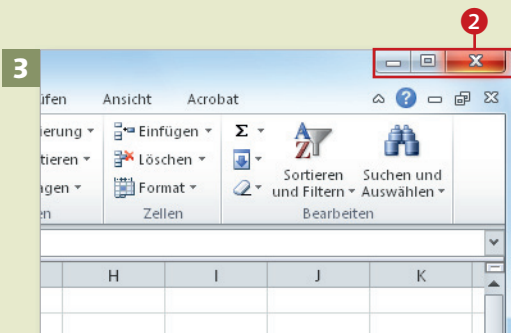 2
3
üfen Ansicht Acrobat
ierung Einfügen Σ
tieren Löschen
ngen Format
en Zellen
A
Z
Sortieren und Filtern
Suchen und Auswählen
Bearbeiten
H I J K